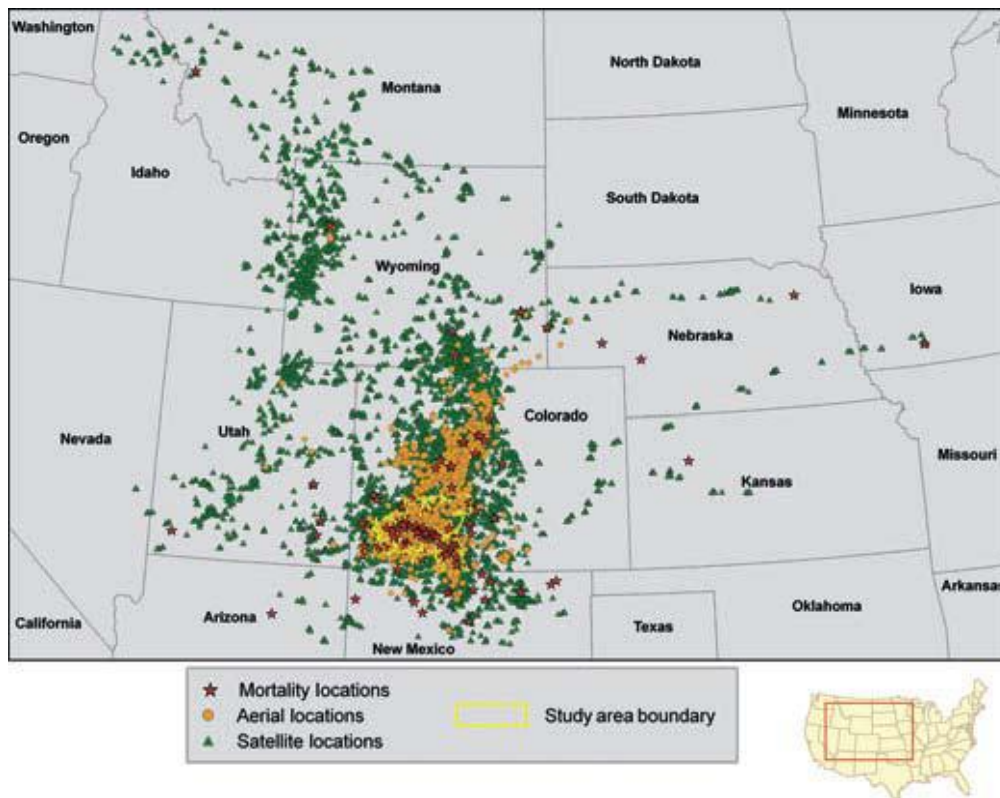 Washington
North Dakota
Montana
Minnesota
Oregon
Idaho
South Dakota
Wyoming
Iowa
Nebraska
Colorado
Nevada
Utah
Missouri
Kansas
Arkansas
Oklahoma
Arizona
California
Texas
New Mexico
Mortality locations
Aerial locations
Study area boundary
Satellite locations